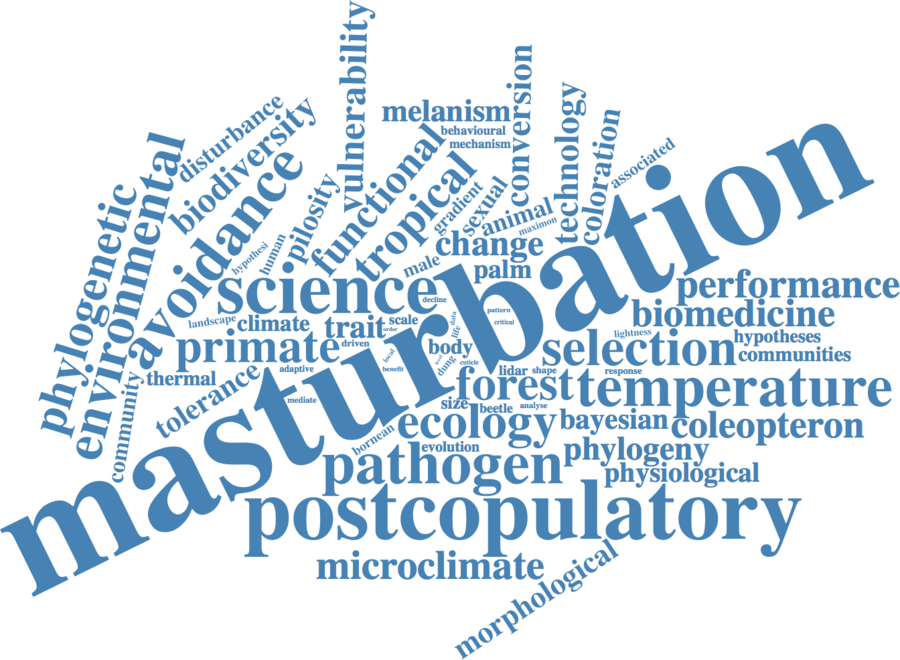 vulnerability
conversion
melanism
behavioural
mechanism
technology
disturbance
biodiversity
coloration
associated
masturbation
phylogenetic
environmental
avoidance
pilosity
functional
tropical
gradient
sexual
animal
maximon
hypothesi
human
male
change
palm
science
decline
landscape
climate
trait
scale
primate
driven
local
benefit
data
life
pattern
critical
performance
biomedicine
lightness
hypotheses
communities
selection
body
cuticle
level
dung
lidar
shape
response
thermal
adaptive
community
tolerance
mediate
forest
temperature
size
beetle
analyse
bornean
ecology
bayesian
coleopteron
evolution
phylogeny
pathogen
physiological
postcopulatory
microclimate
morphological